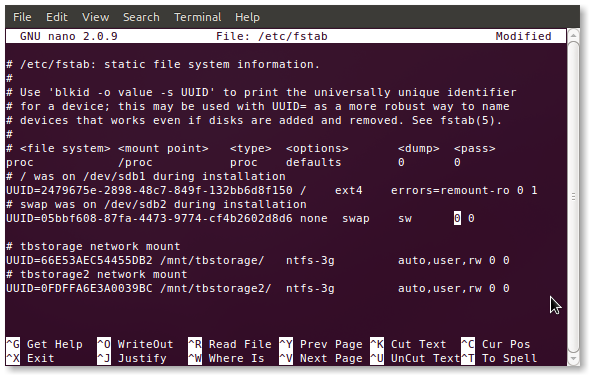 File Edit View Search Terminal Help
GNU nano 2.0.9 File: /etc/fstab Modified
# /etc/fstab: static file system information.
#
# Use 'blkid -o value -s UUID' to print the universally unique identifier
# for a device; this may be used with UUID= as a more robust way to name
# devices that works even if disks are added and removed. See fstab(5).
#
# <file system> <mount point> <type> <options> <dump> <pass>
proc /proc proc defaults 0 0
# / was on /dev/sdb1 during installation
UUID=2479675e-2898-48c7-849f-132bb6d8f150 / ext4 errors=remount-ro 0 1
# swap was on /dev/sdb2 during installation
UUID=05bbf608-87fa-4473-9774-cf4b2602d8d6 none swap sw 0 0
# tbstorage network mount
UUID=66E53AEC54455DB2 /mnt/tbstorage/ ntfs-3g auto,user,rw 0 0
# tbstorage2 network mount
UUID=0FDFFA6E3A0039BC /mnt/tbstorage2/ ntfs-3g auto,user,rw 0 0
^G Get Help ^O WriteOut ^R Read File ^Y Prev Page ^K Cut Text ^C Cur Pos
^X Exit ^J Justify ^W Where Is ^V Next Page ^U UnCut Text ^T To Spell